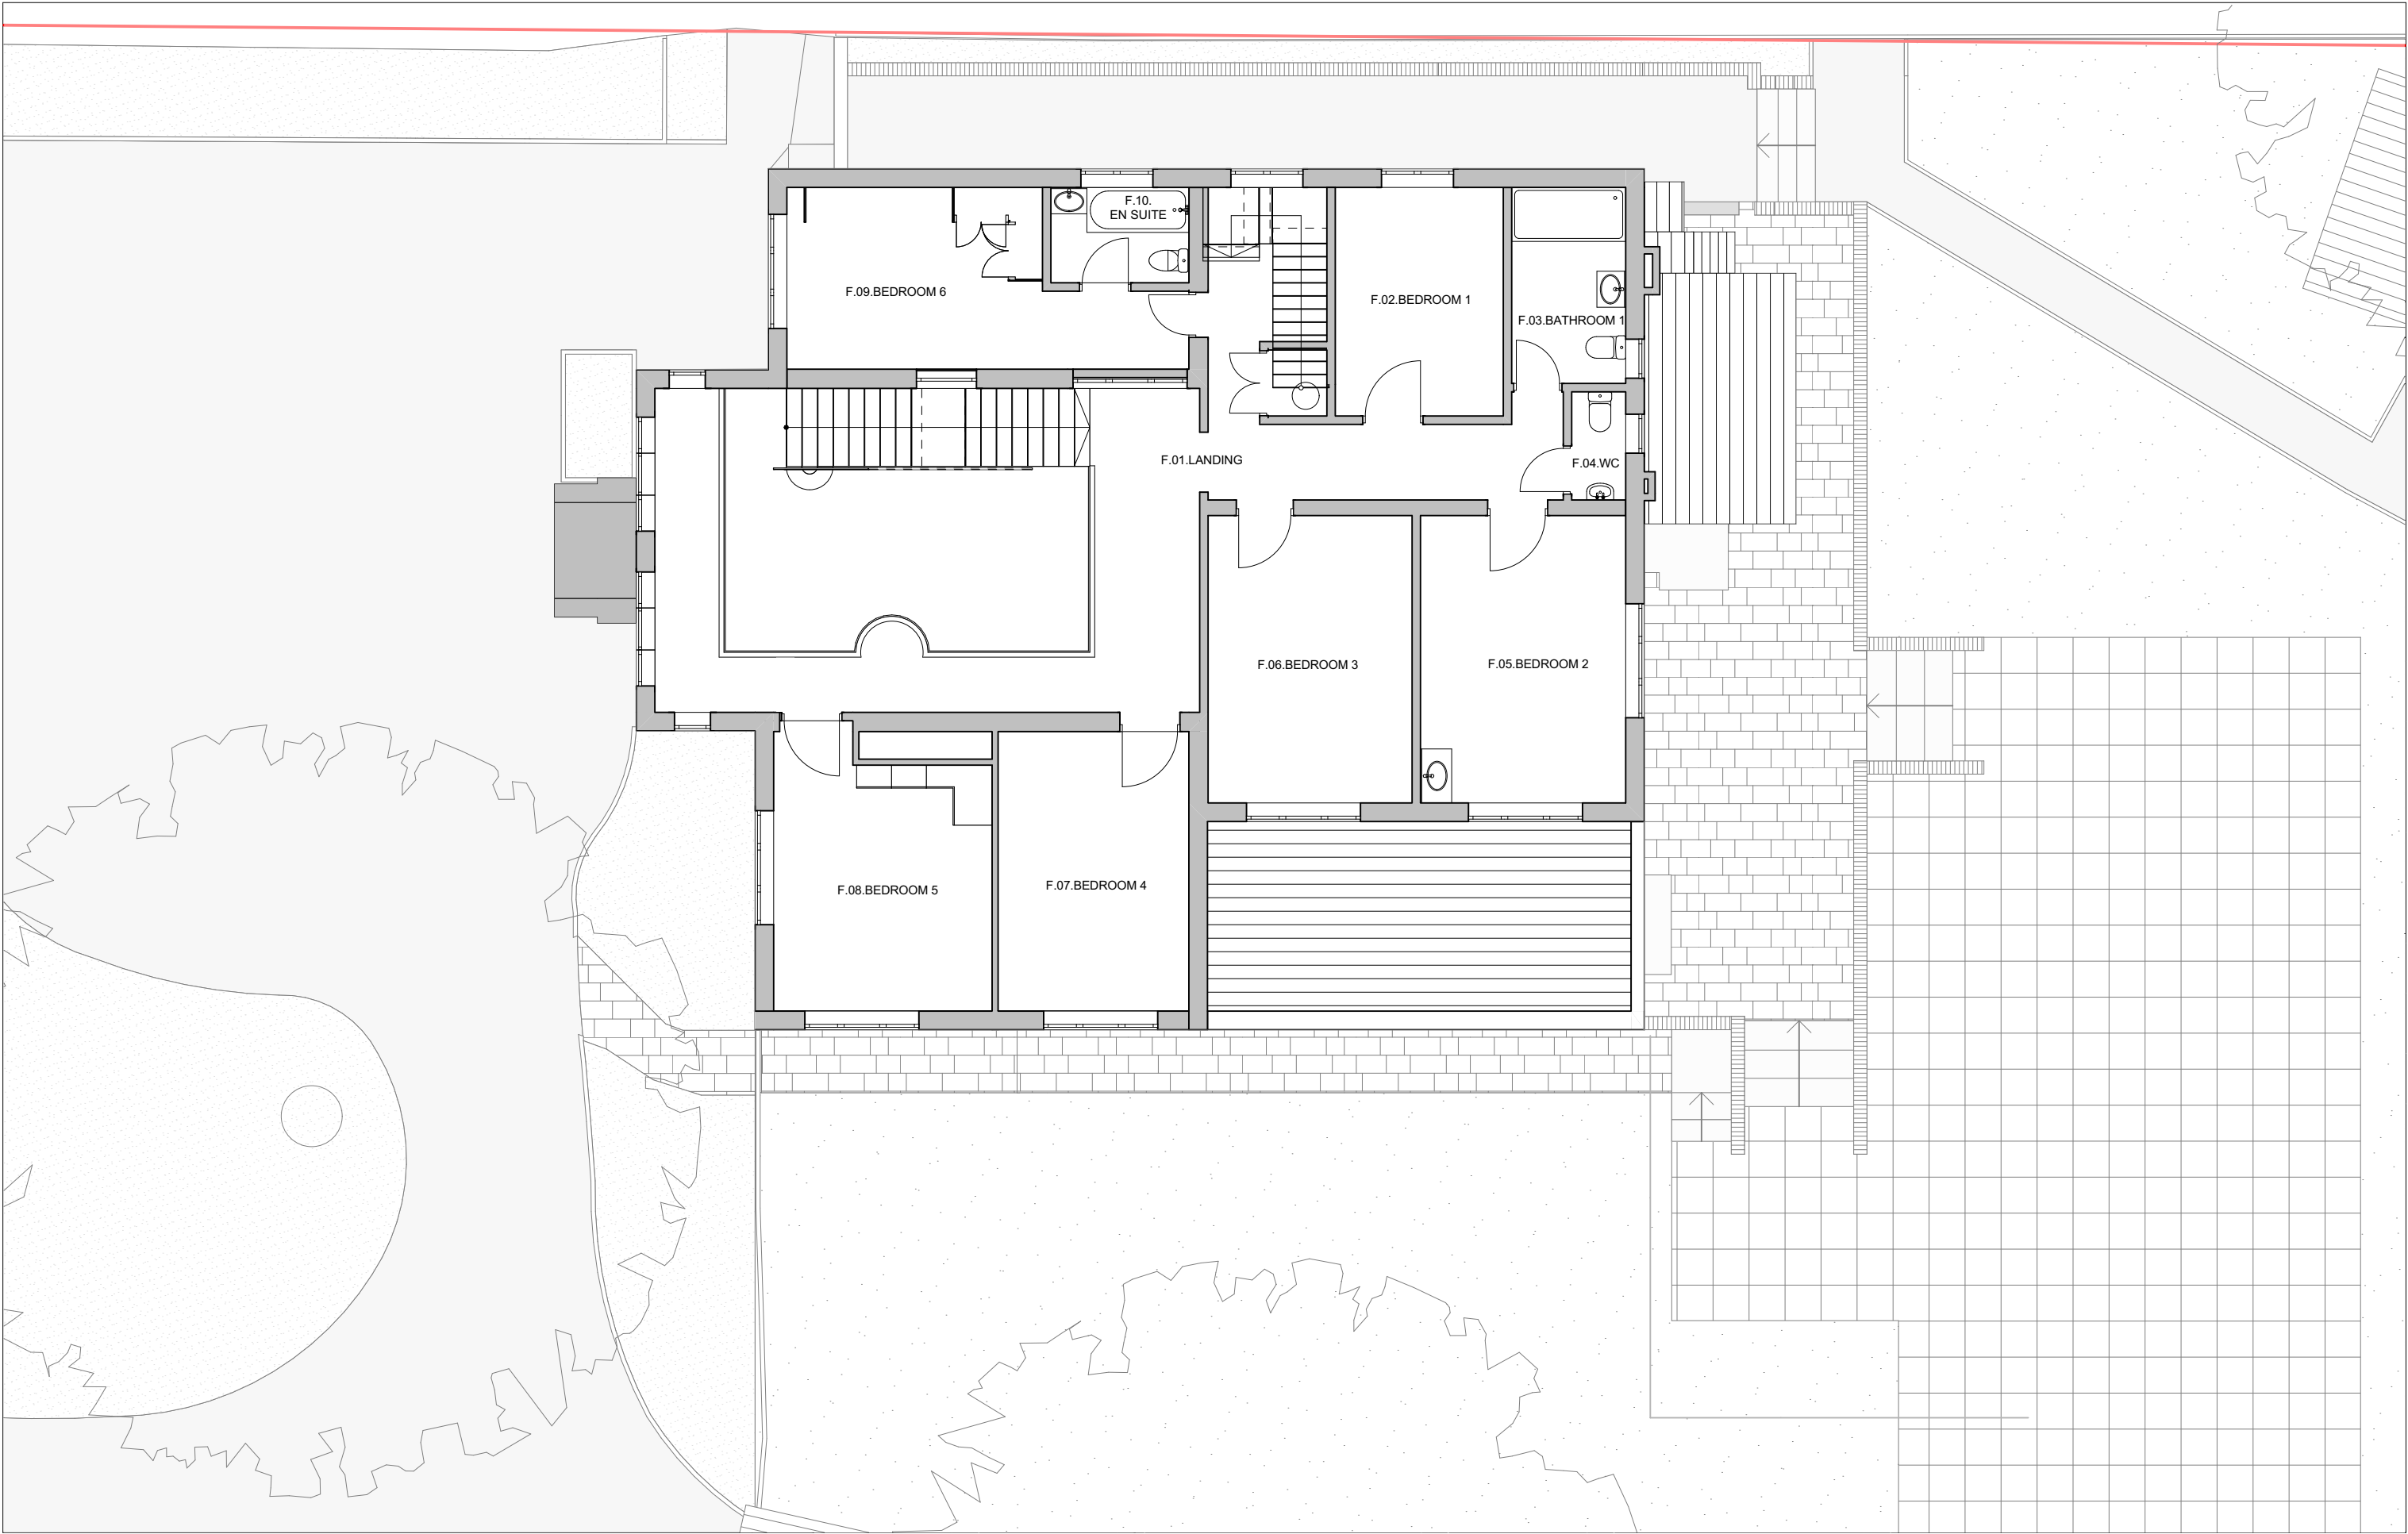 F.10.
EN SUITE
F.09.BEDROOM 6
F.02.BEDROOM 1
F.03.BATHROOM 1
F.01.LANDING
F.04.WC
F.06.BEDROOM 3
F.05.BEDROOM 2
F.08.BEDROOM 5
F.07.BEDROOM 4